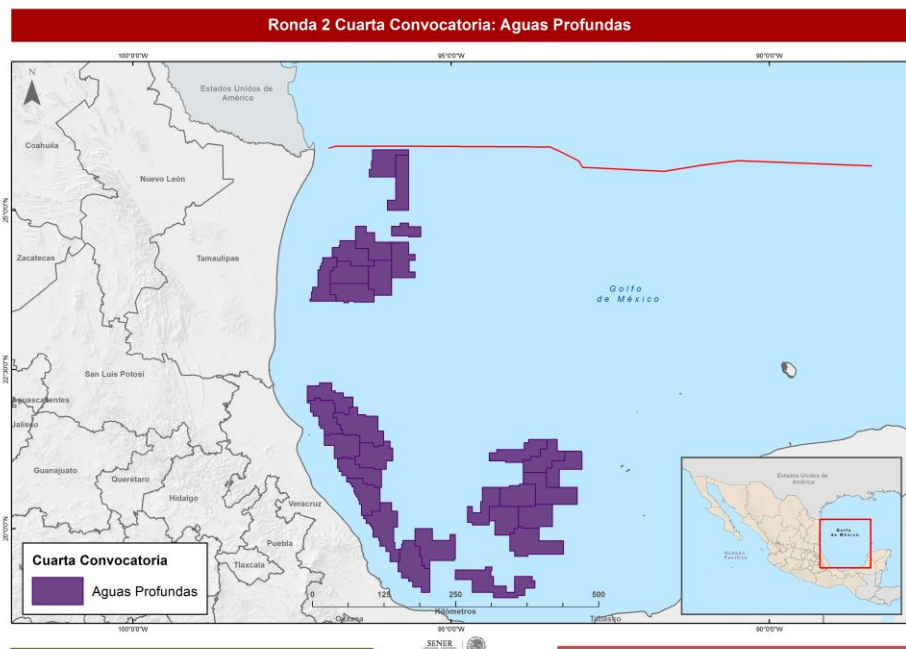 Ronda 2 Cuarta Convocatoria: Aguas Profundas
100°0'0"W
95°0'0"W
90°0'0"W
N
Estados Unidos de
América
Coahuila
Nuevo León
25°0'0"N
Zacatecas
Tamaulipas
Golfo
de México
22°30'0"N
San Luis Potosí
Aguascalientes
Jalisco
Guanajuato
Querétaro
Hidalgo
Veracruz
20°0'0"N
Puebla
Tlaxcala
Estados Unidos de
América
Golfo
de México
Océano
Pacífico
Cuarta Convocatoria
Aguas Profundas
0
125
250
500
Kilómetros
Oaxaca
Tabasco
100°0'0"W
95°0'0"W
90°0'0"W
SENER